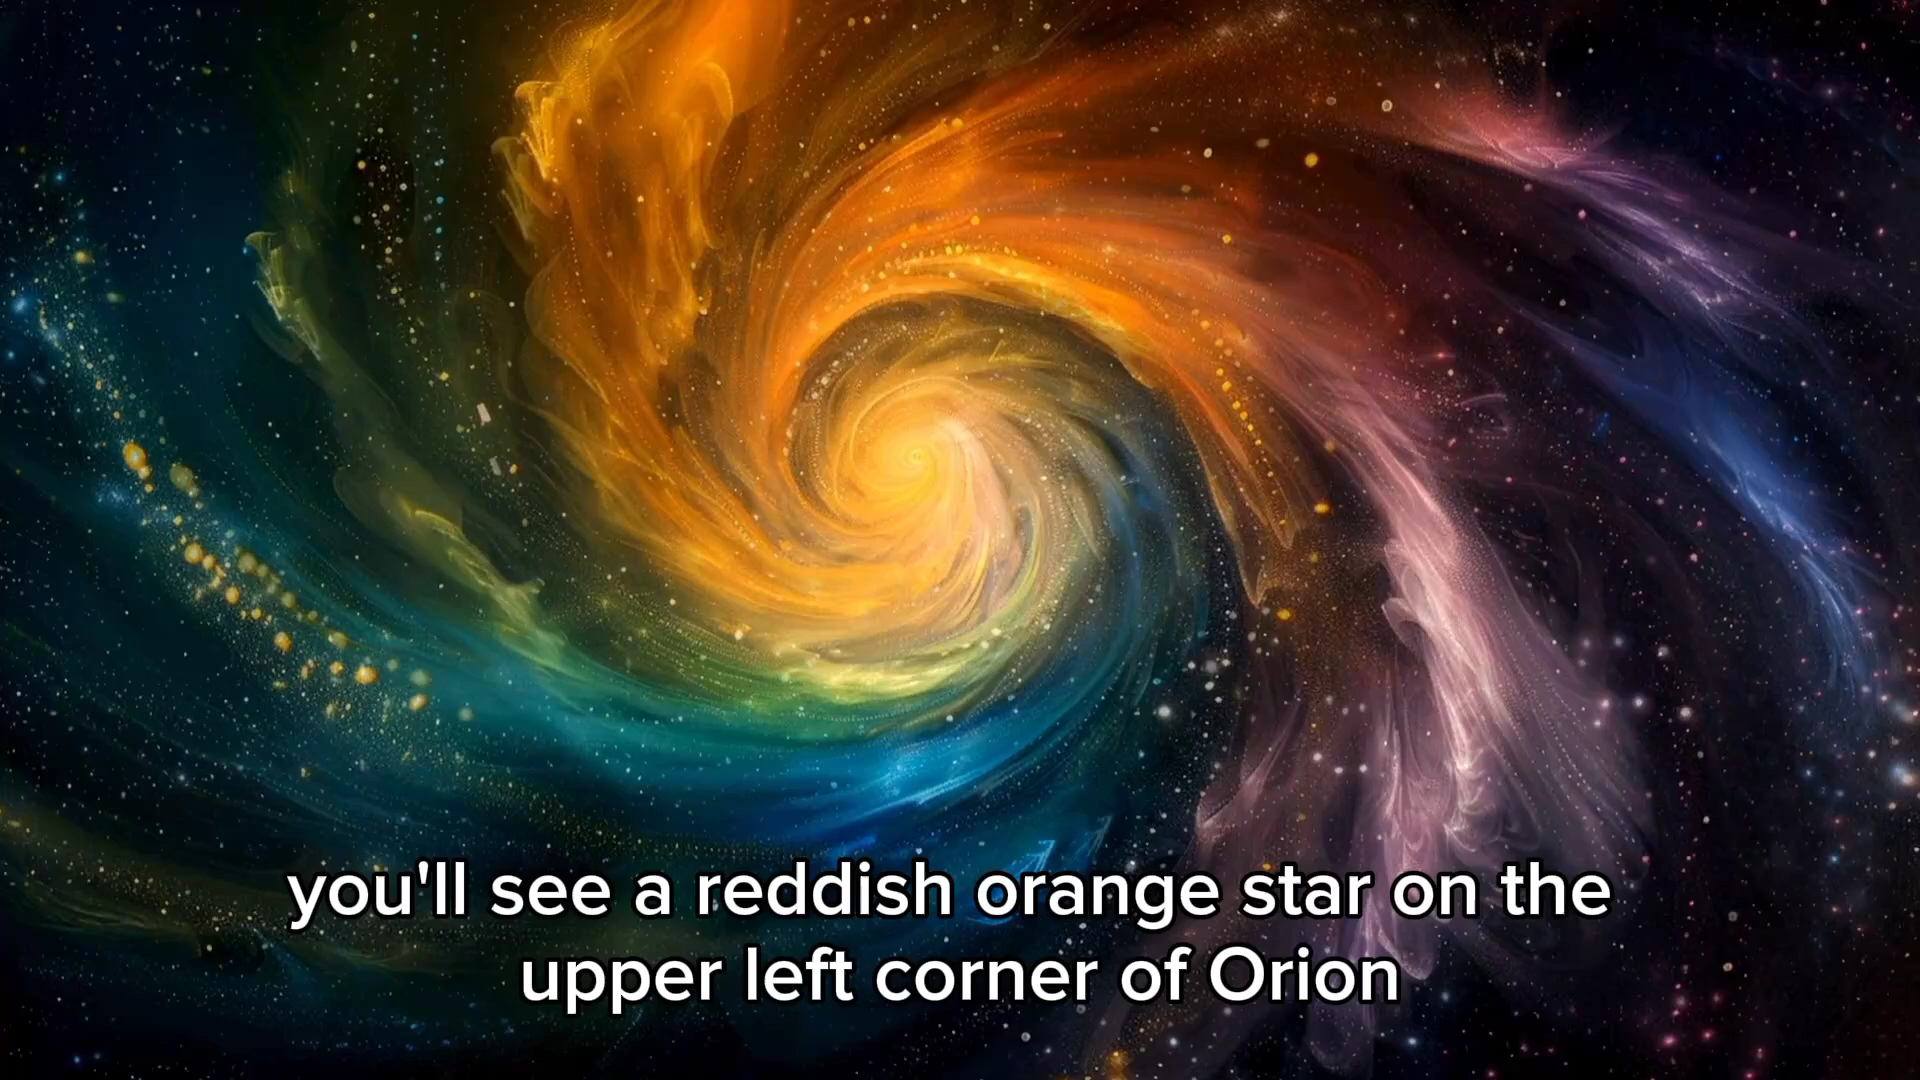 you'll see a reddish orange star on the
upper left corner of Orion